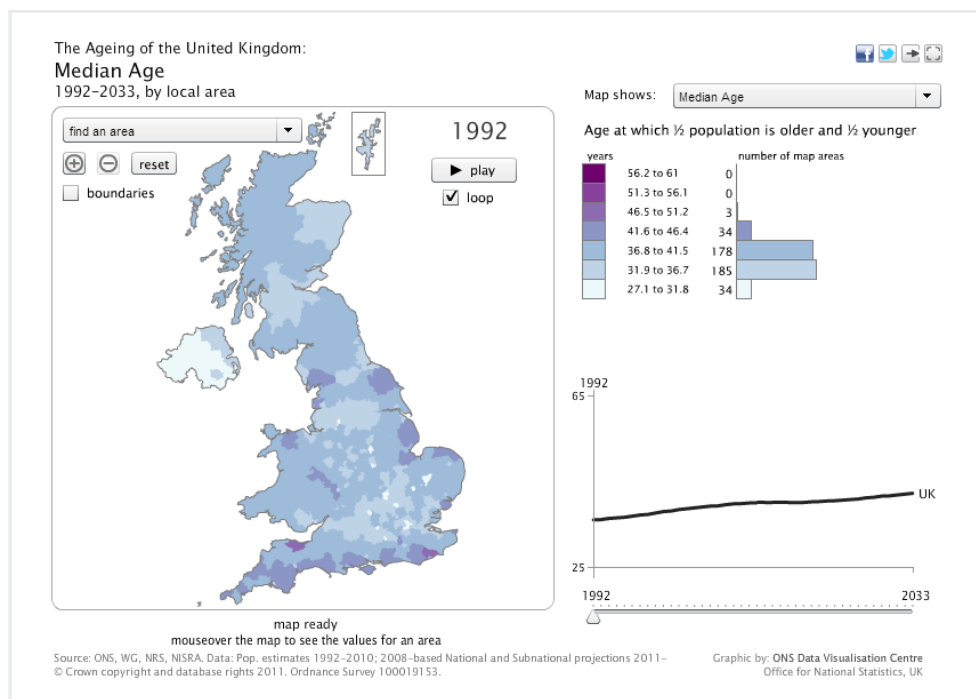 The Ageing of the United Kingdom:
Median Age
1992-2033, by local area
find an area
1992
reset
play
boundaries
loop
Map shows:
Median Age
Age at which ½ population is older and ½ younger
years
number of map areas
56.2 to 61
0
51.3 to 56.1
0
46.5 to 51.2
3
41.6 to 46.4
34
36.8 to 41.5
178
31.9 to 36.7
185
27.1 to 31.8
34
1992
65
UK
25
1992
2033
map ready
mouseover the map to see the values for an area
Source: ONS, WG, NRS, NISRA. Data: Pop. estimates 1992-2010; 2008-based National and Subnational projections 2011-
© Crown copyright and database rights 2011. Ordnance Survey 100019153.
Graphic by: ONS Data Visualisation Centre
Office for National Statistics, UK